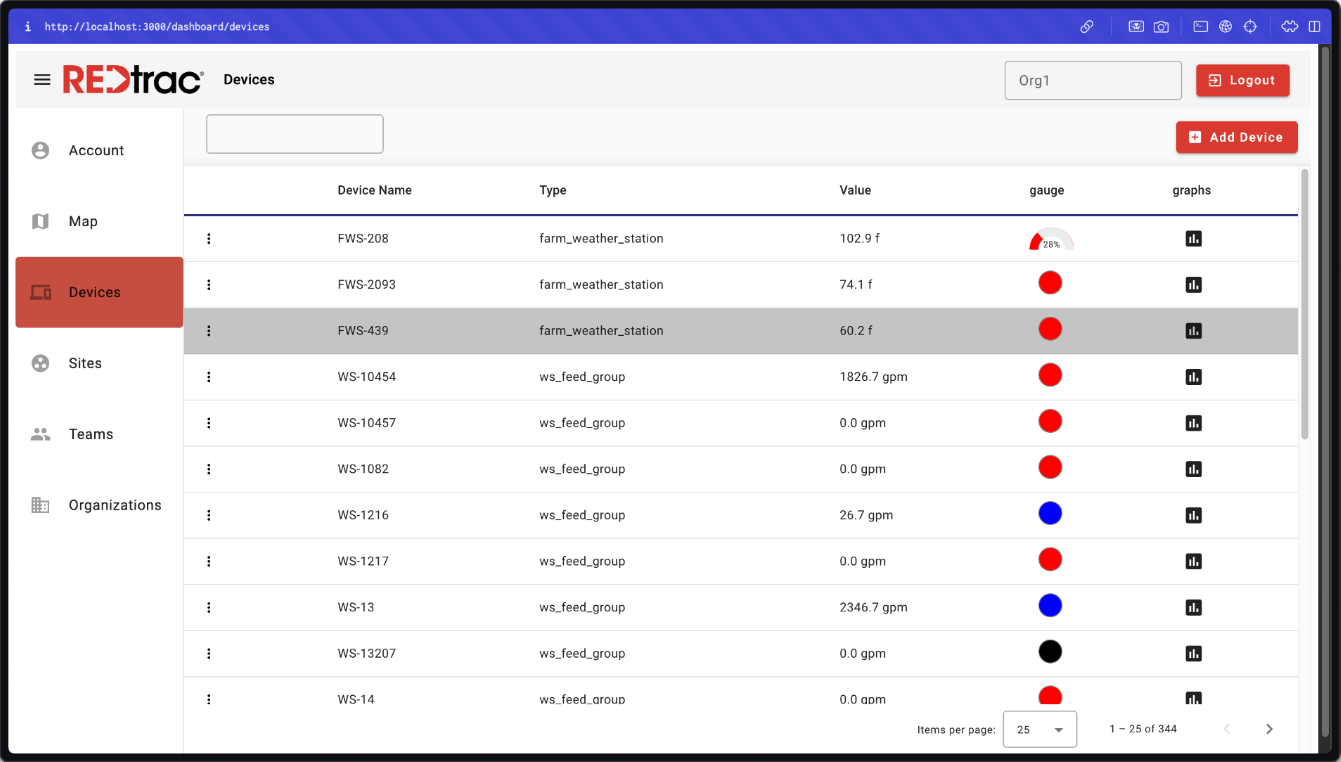 http://localhost:3000/dashboard/devices
REDtrac®
Devices
Org1
Logout
Account
Map
Devices
Sites
Teams
Organizations
Add Device
Device Name Type Value gauge graphs
FWS-208 farm_weather_station 102.9 f 28%
FWS-2093 farm_weather_station 74.1 f
FWS-439 farm_weather_station 60.2 f
WS-10454 ws_feed_group 1826.7 gpm
WS-10457 ws_feed_group 0.0 gpm
WS-1082 ws_feed_group 0.0 gpm
WS-1216 ws_feed_group 26.7 gpm
WS-1217 ws_feed_group 0.0 gpm
WS-13 ws_feed_group 2346.7 gpm
WS-13207 ws_feed_group 0.0 gpm
WS-14 ws_feed_group 0.0 gpm
Items per page: 25 1 – 25 of 344